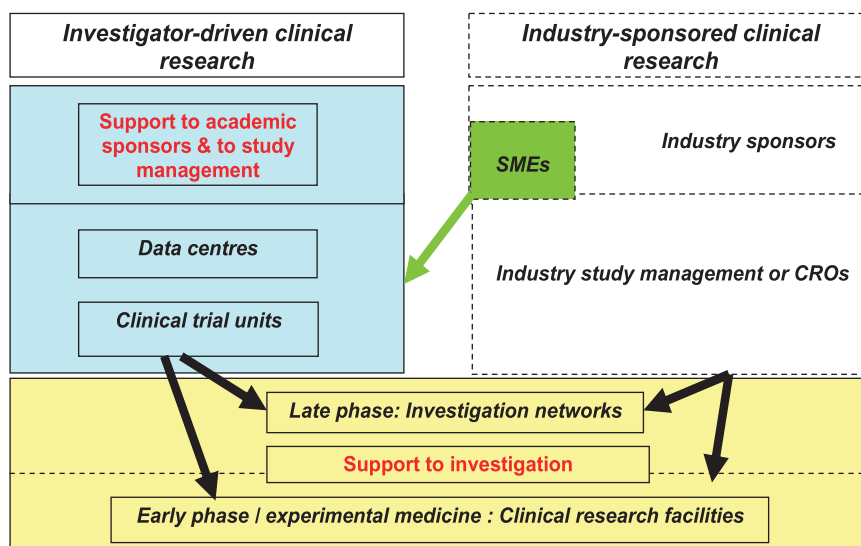 Investigator-driven clinical
research
Industry-sponsored clinical
research
Support to academic
sponsors & to study
management
SMEs
Industry sponsors
Data centres
Clinical trial units
Industry study management or CROs
Late phase: Investigation networks
Support to investigation
Early phase / experimental medicine : Clinical research facilities